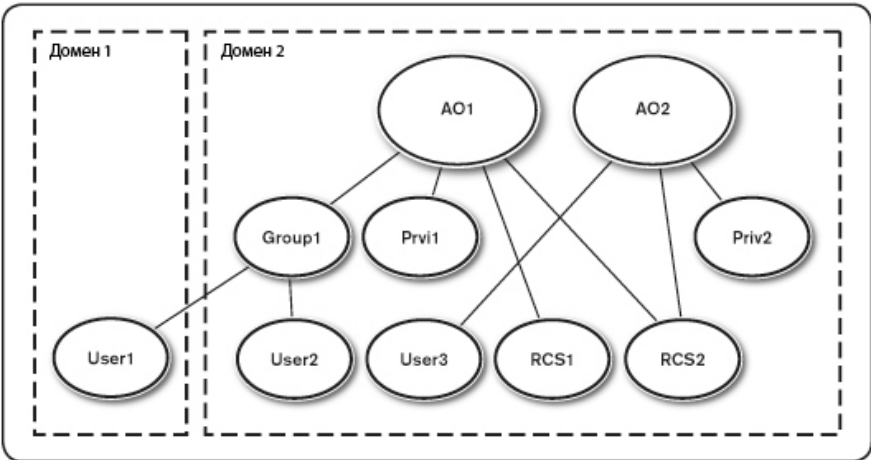 Домен 1
Домен 2
AO1
AO2
Group1
Prvi1
Priv2
User1
User2
User3
RCS1
RCS2